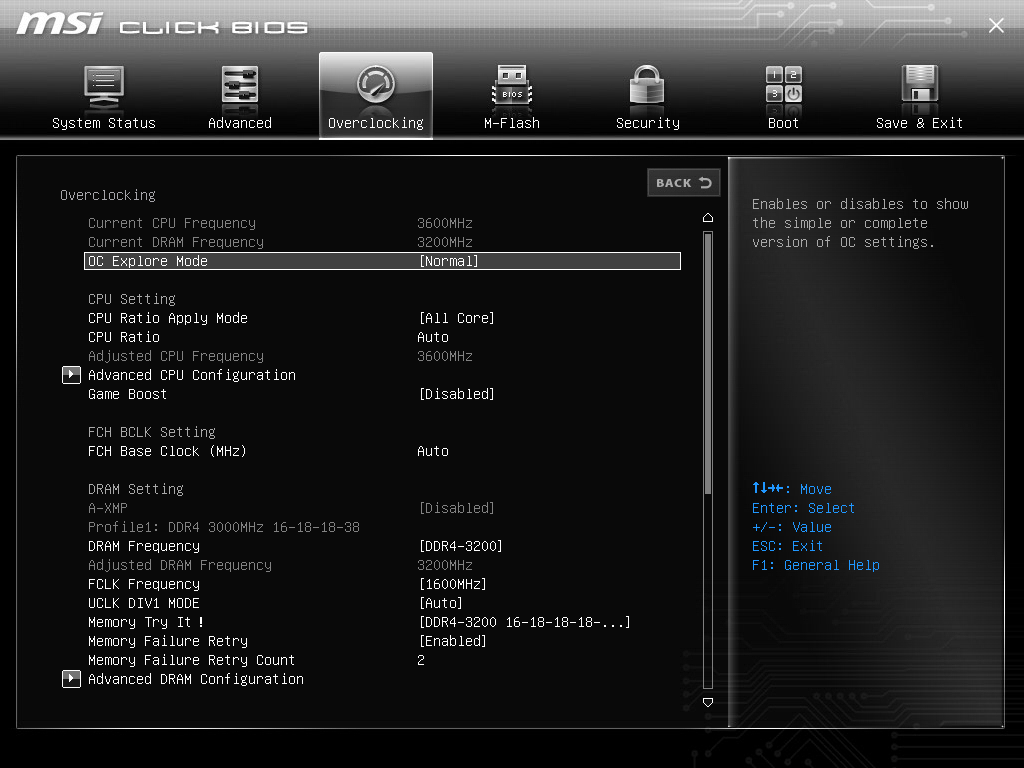 msi CLICK BIOS
System Status
Advanced
Overclocking
BIOS
M-Flash
Security
1 2
3
Boot
Save & Exit
BACK
Overclocking
Current CPU Frequency 3600MHz
Current DRAM Frequency 3200MHz
OC Explore Mode [Normal]
CPU Setting
CPU Ratio Apply Mode [All Core]
CPU Ratio Auto
Adjusted CPU Frequency 3600MHz
Advanced CPU Configuration
Game Boost [Disabled]
FCH BCLK Setting
FCH Base Clock (MHz) Auto
DRAM Setting
A-XMP [Disabled]
Profile1: DDR4 3000MHz 16-18-18-38
DRAM Frequency [DDR4-3200]
Adjusted DRAM Frequency 3200MHz
FCLK Frequency [1600MHz]
UCLK DIV1 MODE [Auto]
Memory Try It ! [DDR4-3200 16-18-18-18-...]
Memory Failure Retry [Enabled]
Memory Failure Retry Count 2
Advanced DRAM Configuration
Enables or disables to show
the simple or complete
version of OC settings.
↑↓→←: Move
Enter: Select
+/-: Value
ESC: Exit
F1: General Help